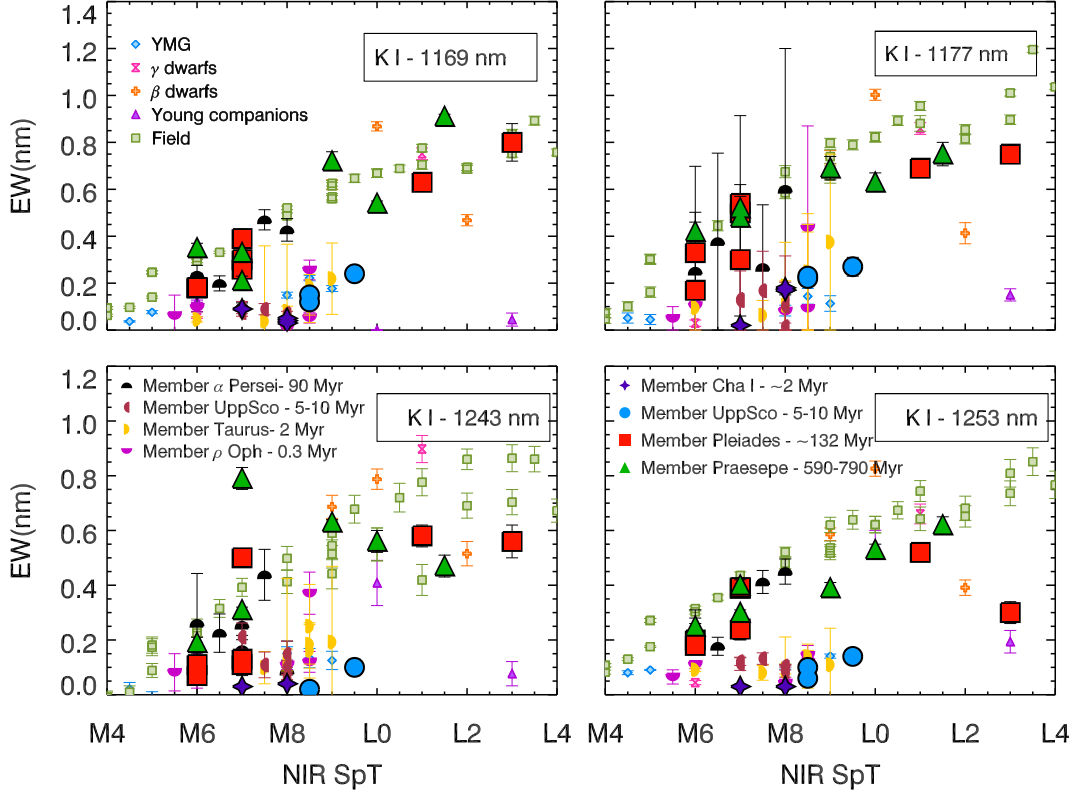 1.4
1.2
1.0
0.8
0.6
0.4
0.2
0.0
EW(nm)
YMG
γ dwarfs
β dwarfs
Young companions
Field
K I - 1169 nm
K I - 1177 nm
1.2
1.0
0.8
0.6
0.4
0.2
0.0
EW(nm)
Member α Persei- 90 Myr
Member UppSco - 5-10 Myr
Member Taurus- 2 Myr
Member ρ Oph - 0.3 Myr
K I - 1243 nm
Member Cha I - ~2 Myr
Member UppSco - 5-10 Myr
Member Pleiades - ~132 Myr
Member Praesepe - 590-790 Myr
K I - 1253 nm
M4 M6 M8 L0 L2 L4
NIR SpT
M4 M6 M8 L0 L2 L4
NIR SpT